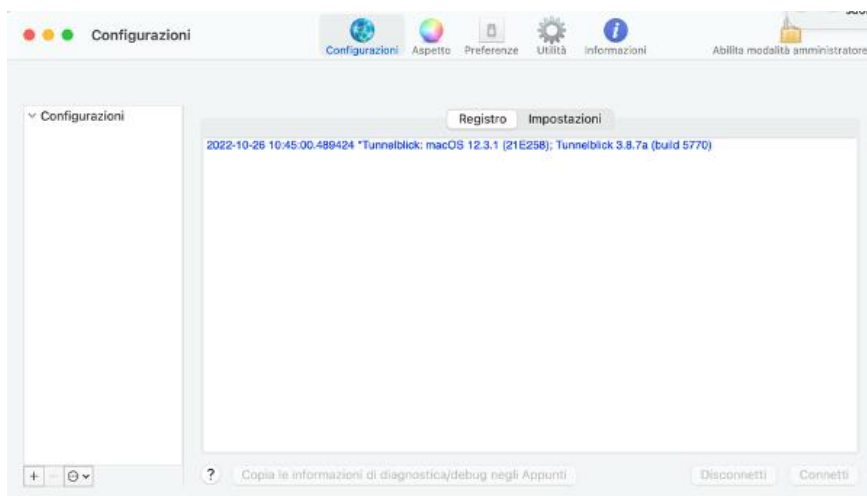 Configurazioni
Configurazioni Aspetto Preferenze Utilità Informazioni Abilita modalità amministratore
Configurazioni
Registro Impostazioni
2022-10-26 10:45:00.489424 *Tunnelblick: macOS 12.3.1 (21E258); Tunnelblick 3.8.7a (build 5770)
? Copia le informazioni di diagnostica/debug negli Appunti Disconnetti Connetti